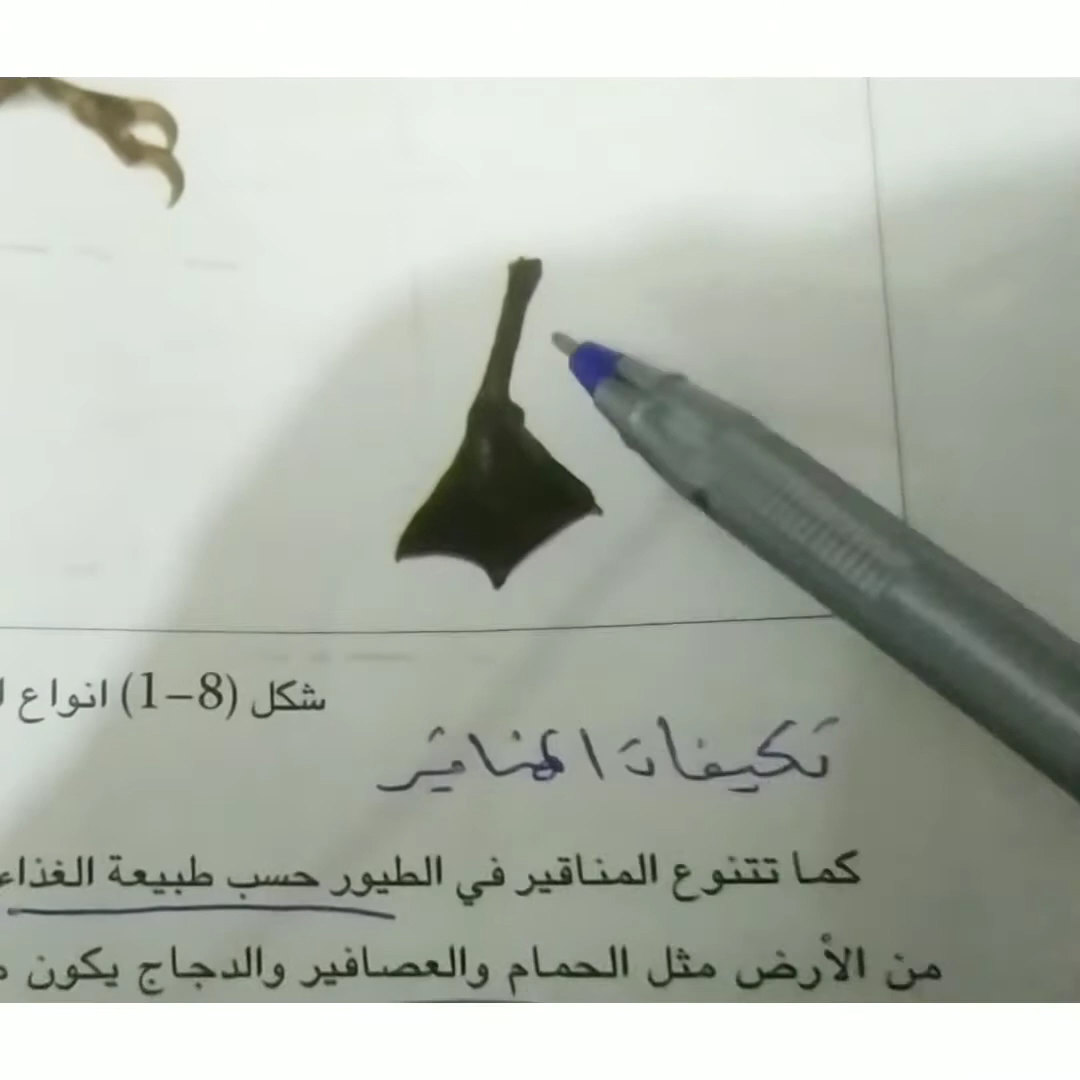 شكل (8-1) انواع
تكيفات المناقير
كما تتنوع المناقير في الطيور حسب طبيعة الغذاء
من الأرض مثل الحمام والعصافير والدجاج يكون